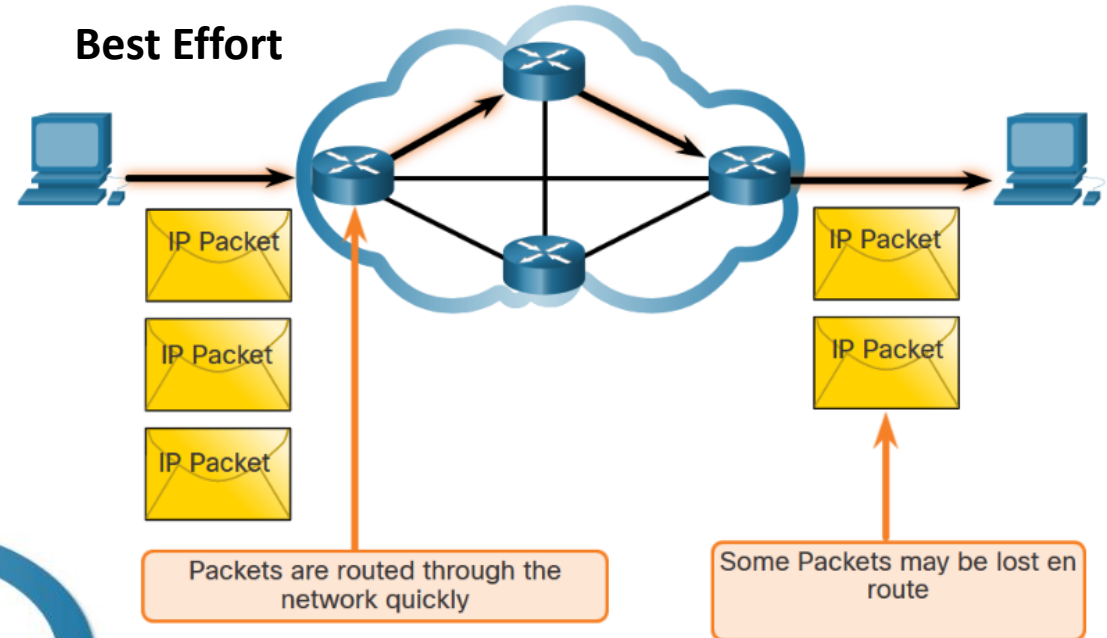 Best Effort
IP Packet
IP Packet
IP Packet
IP Packet
IP Packet
Packets are routed through the
network quickly
Some Packets may be lost en
route